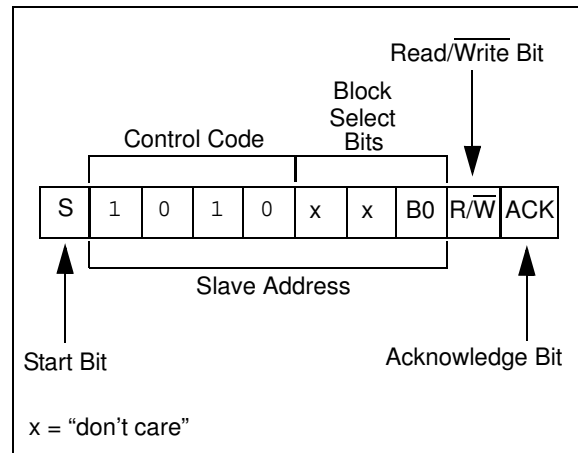 Read/Write Bit
Block
Select
Bits
Control Code
S 1 0 1 0 x x B0 R/W ACK
Slave Address
Start Bit
Acknowledge Bit
x = “don’t care”